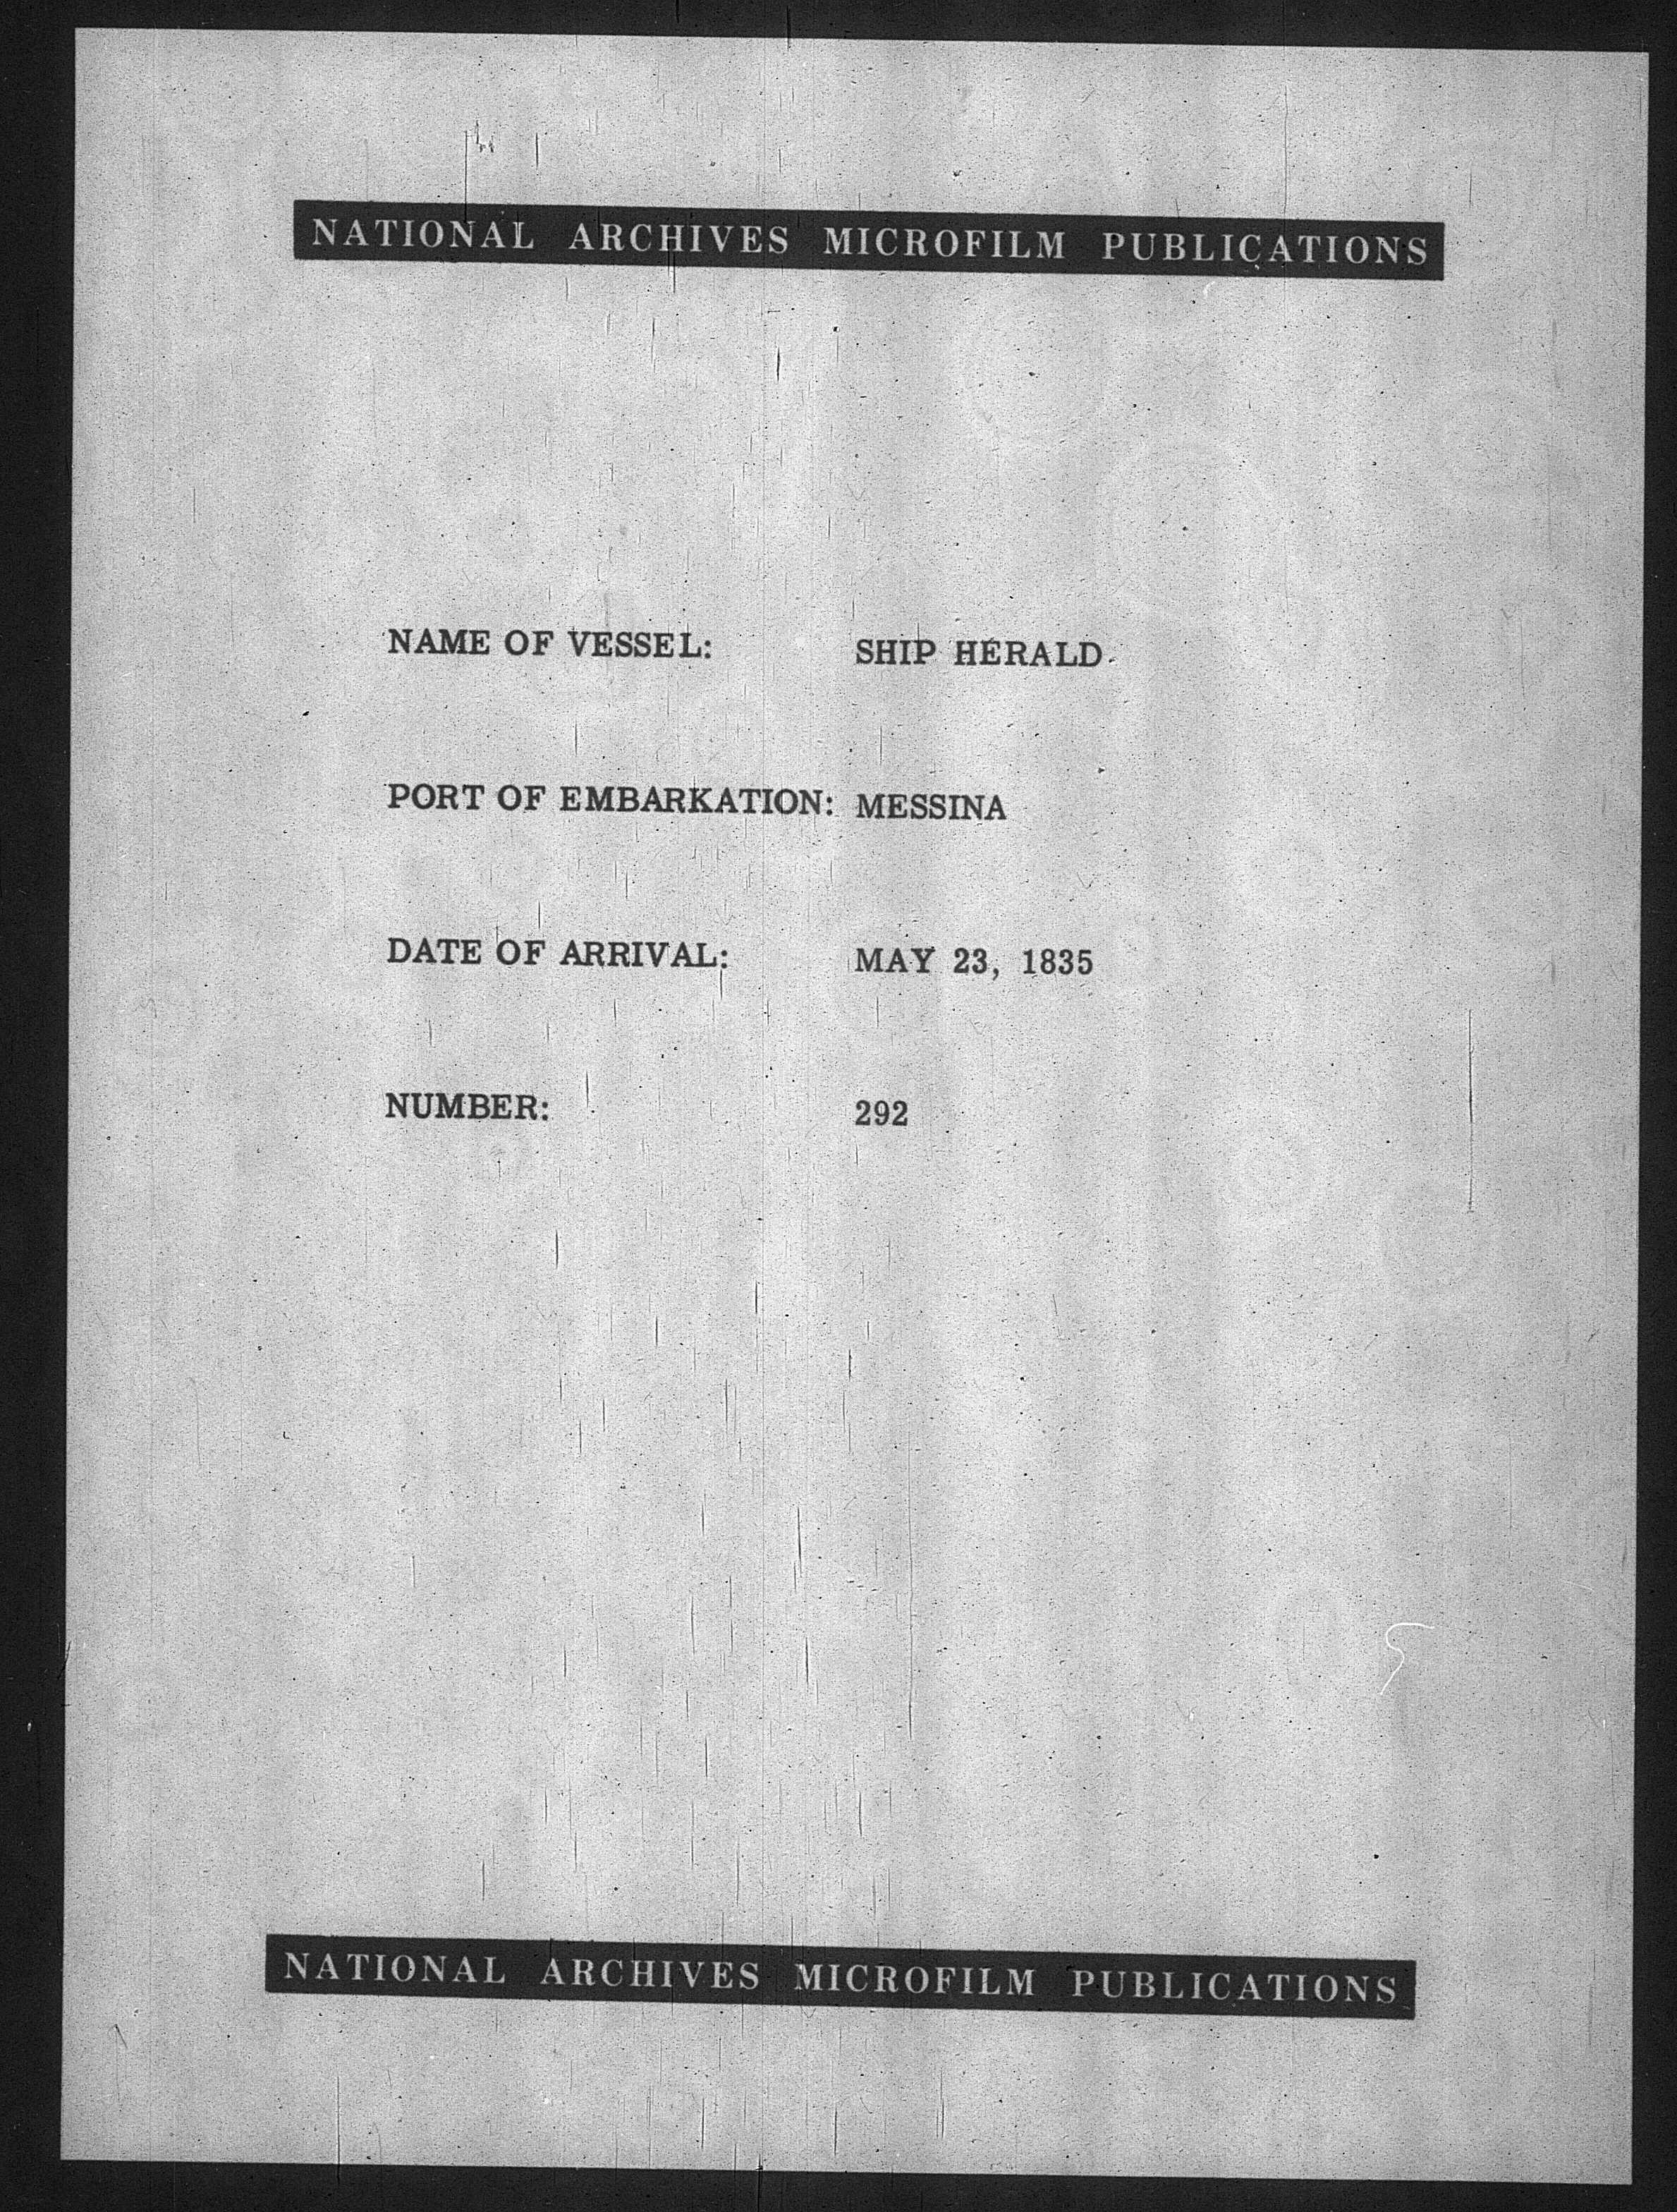 NATIONAL ARCHIVES MICROFILM PUBLICATIONS
NAME OF VESSEL: SHIP HERALD
PORT OF EMBARKATION: MESSINA
DATE OF ARRIVAL: MAY 23, 1835
NUMBER: 292
NATIONAL ARCHIVES MICROFILM PUBLICATIONS